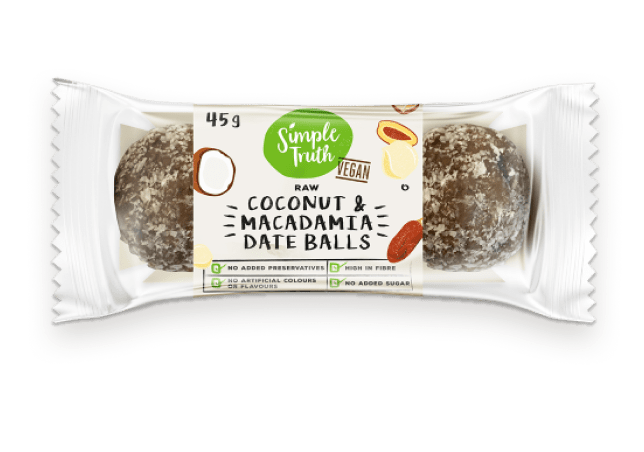 45g
Simple
Truth
VEGAN
RAW
COCONUT &
MACADAMIA
DATE BALLS
NO ADDED PRESERVATIVES
HIGH IN FIBRE
NO ARTIFICIAL COLOURS
OR FLAVOURS
NO ADDED SUGAR